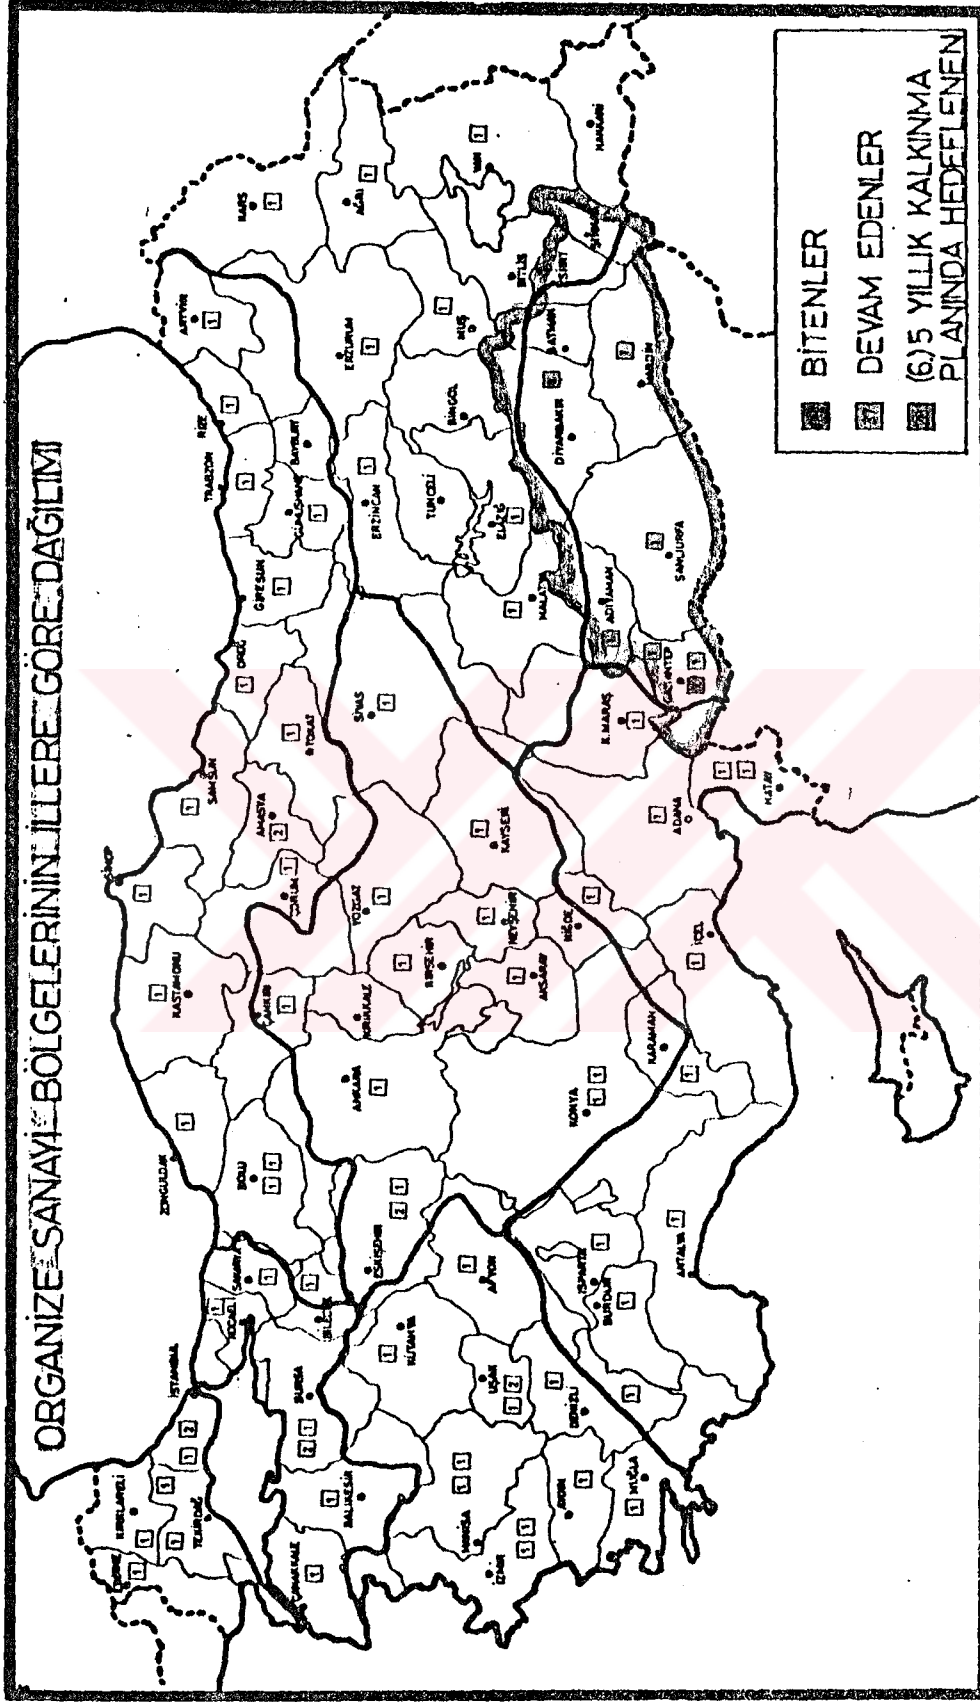 ORGANİZE SANAYİ BÖLGELERİNİN İLLERE GÖRE DAĞILIMI
KIRKLARELİ
EDİRNE
TEKİRDAĞ
İSTANBUL
ÇANAKKALE
BALIKESİR
BURSA
KOCAELİ
SAKARYA
BİLECİK
ZONGULDAK
BOLU
KASTAMONU
SİNOP
SAMSUN
ÇANKIRI
ÇORUM
AMASYA
TOKAT
ORDU
GİRESUN
TRABZON
RİZE
ARTVİN
KARS
GÜMÜŞHANE
BAYBURT
ESKİŞEHİR
ANKARA
KIRIKKALE
YOZGAT
SİVAS
ERZİNCAN
ERZURUM
AĞRI
KÜTAHYA
KIRŞEHİR
TUNCELİ
BİNGÖL
MUŞ
VAN
MANİSA
İZMİR
UŞAK
AFYON
AKSARAY
NEVŞEHİR
KAYSERİ
MALATYA
ELAZIĞ
BİTLİS
AYDIN
DENİZLİ
ISPARTA
BURDUR
KONYA
NİĞDE
K.MARAŞ
ADIYAMAN
DİYARBAKIR
BATMAN
SİİRT
ŞIRNAK
HAKKARİ
MUĞLA
ANTALYA
KARAMAN
İÇEL
ADANA
GAZİANTEP
ŞANLIURFA
MARDİN
HATAY
BİTENLER
27 DEVAM EDENLER
(6.)5 YILLIK KALKINMA
PLANINDA HEDEFLENEN